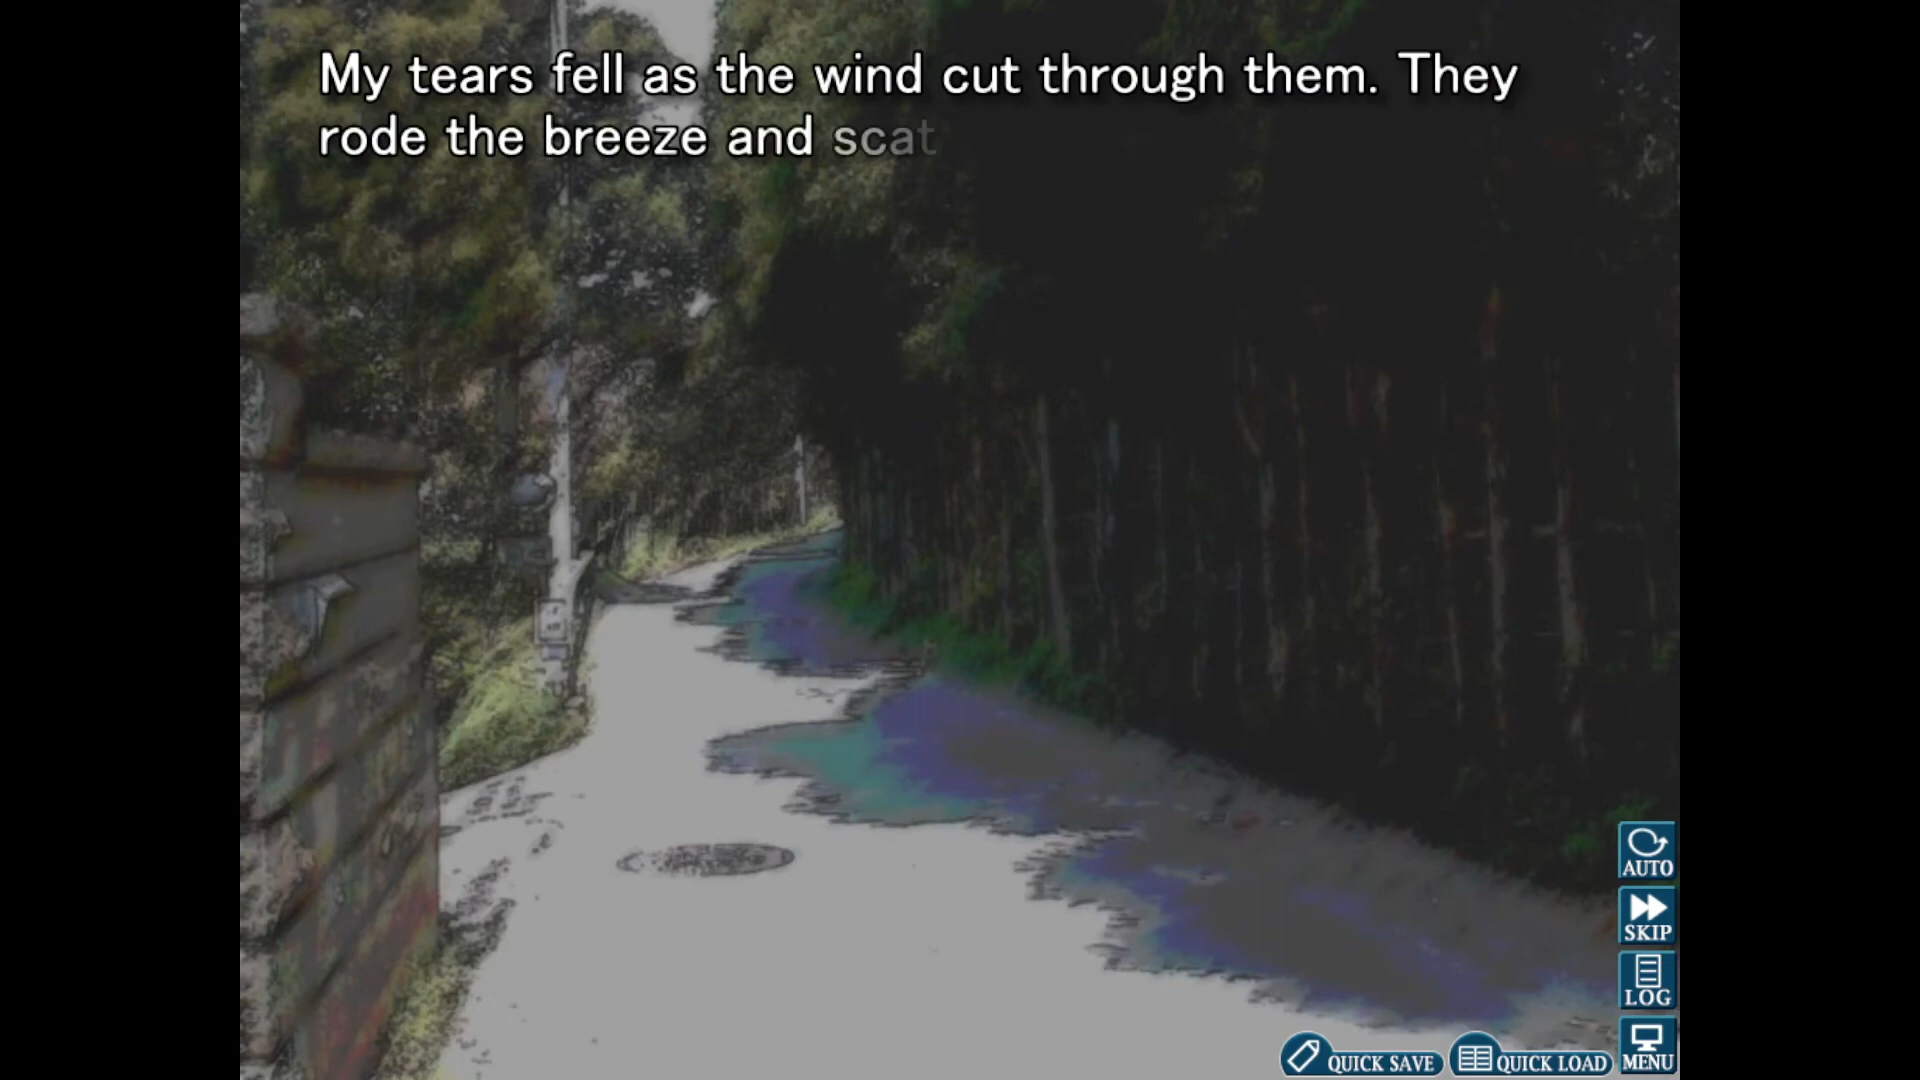 My tears fell as the wind cut through them. They
rode the breeze and scat
AUTO
SKIP
LOG
MENU
QUICK SAVE
QUICK LOAD